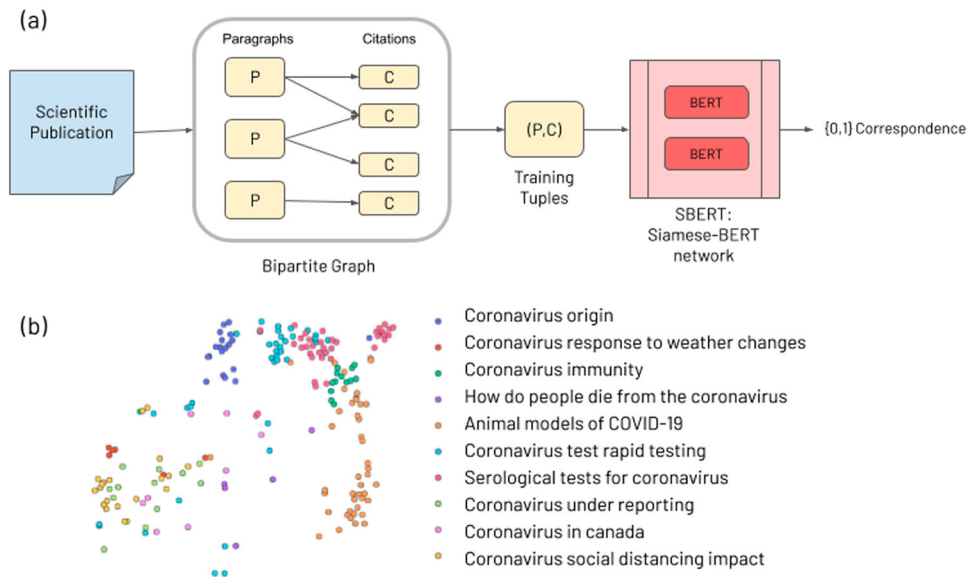 (a)
Scientific
Publication
Paragraphs
Citations
P
P
P
C
C
C
C
Bipartite Graph
(P,C)
Training
Tuples
BERT
BERT
SBERT:
Siamese-BERT
network
{0,1} Correspondence
(b)
Coronavirus origin
Coronavirus response to weather changes
Coronavirus immunity
How do people die from the coronavirus
Animal models of COVID-19
Coronavirus test rapid testing
Serological tests for coronavirus
Coronavirus under reporting
Coronavirus in canada
Coronavirus social distancing impact